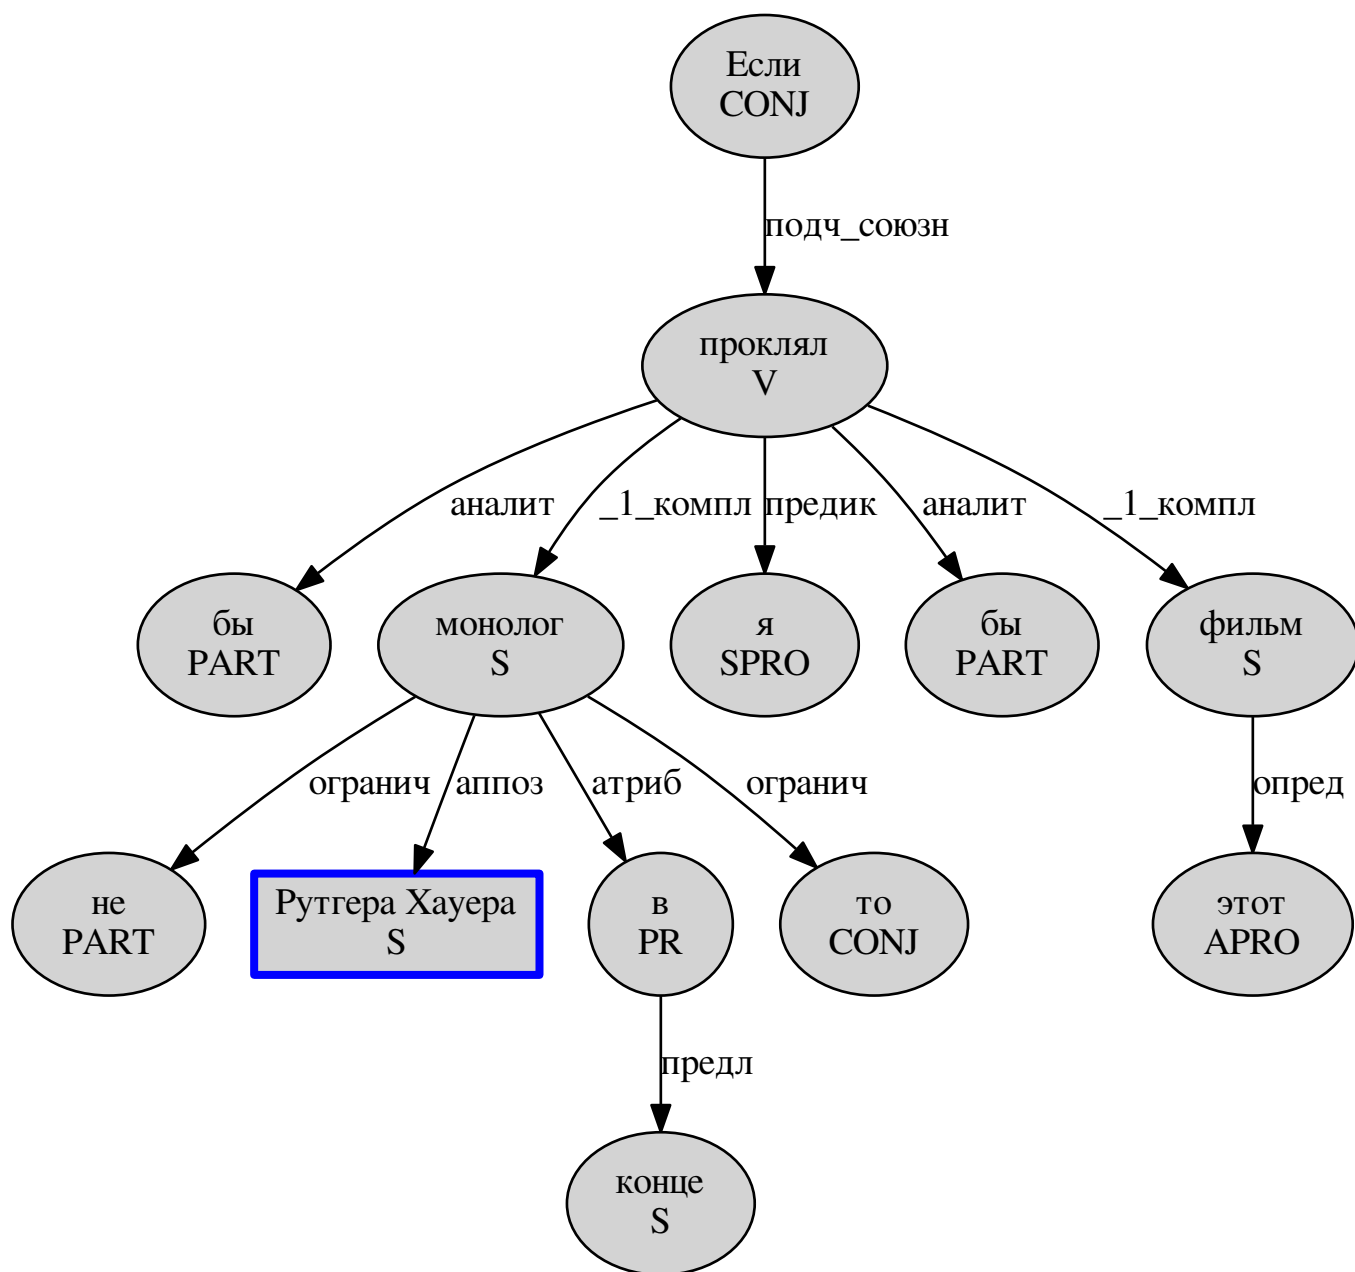 Если
CONJ
подч_союзн
проклял
V
аналит
_1_компл
предик
аналит
_1_компл
бы
PART
монолог
S
я
SPRO
бы
PART
фильм
S
огранич
аппоз
атриб
огранич
опред
не
PART
Рутгера Хауера
S
в
PR
то
CONJ
этот
APRO
предл
конце
S